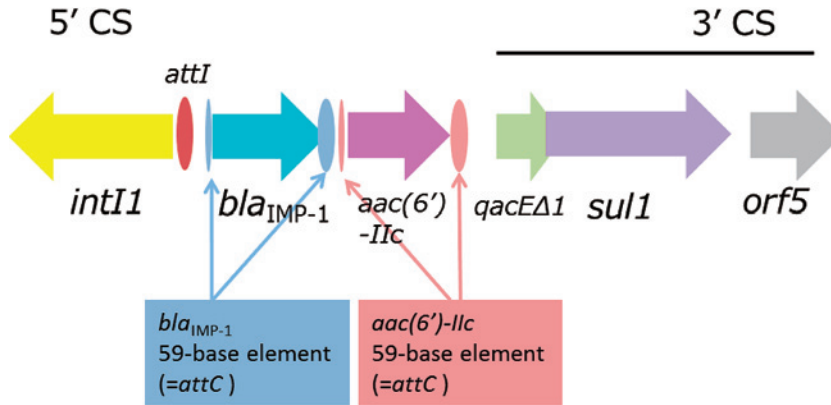 5’ CS
3’ CS
attI
intI1
blaIMP-1
aac(6’)
-IIc
qacEΔ1
sul1
orf5
blaIMP-1
59-base element
(=attC )
aac(6’)-IIc
59-base element
(=attC )